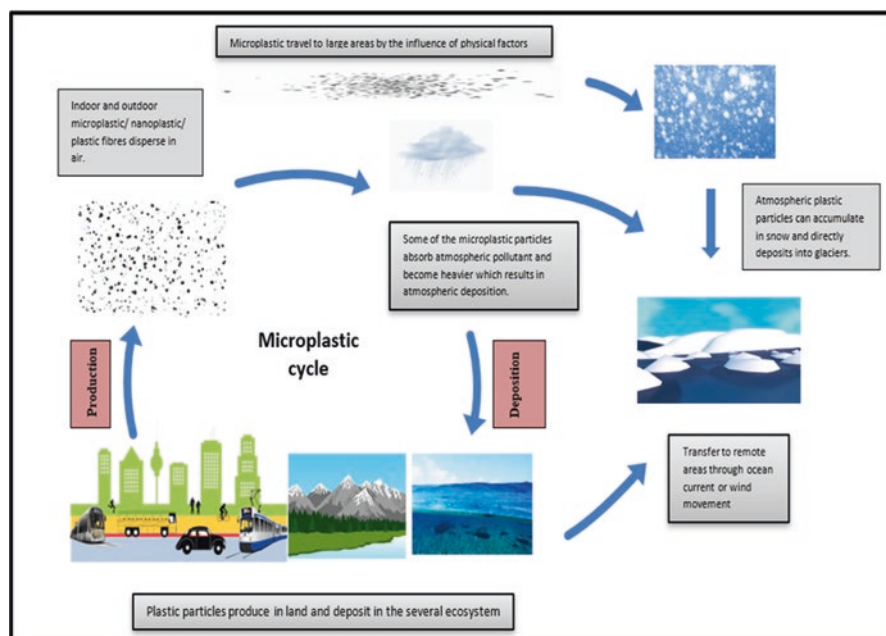 Microplastic travel to large areas by the influence of physical factors
Indoor and outdoor
microplastic/ nanoplastic/
plastic fibres disperse in
air.
Atmospheric plastic
particles can accumulate
in snow and directly
deposits into glaciers.
Some of the microplastic particles
absorb atmospheric pollutant and
become heavier which results in
atmospheric deposition.
Microplastic
cycle
Production
Deposition
Transfer to remote
areas through ocean
current or wind
movement
Plastic particles produce in land and deposit in the several ecosystem